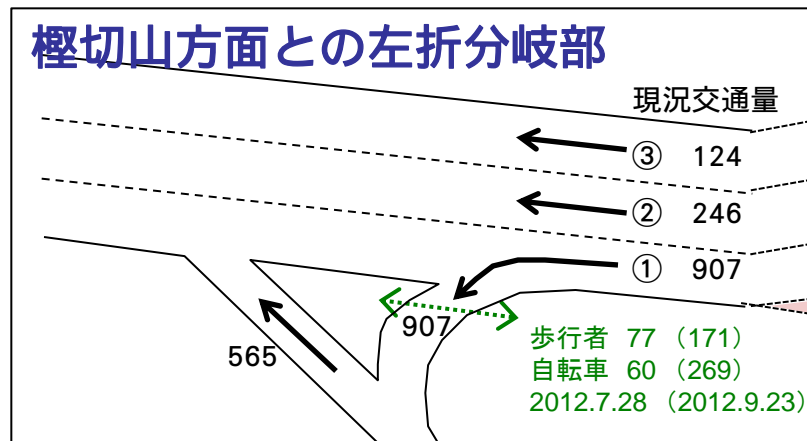 樫切山方面との左折分岐部
現況交通量
③ 124
② 246
① 907
907
565
歩行者 77 (171)
自転車 60 (269)
2012.7.28 (2012.9.23)